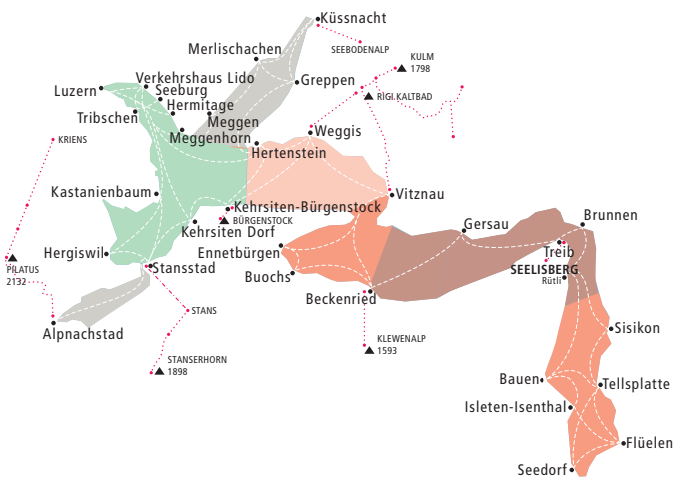 Küssnacht
SEEBODENALP
Merlischachen
KULM
1798
Verkehrshaus Lido
Greppen
Luzern
Seeburg
RIGI KALTBAD
Hermitage
Tribschen
Meggen
Weggis
Meggenhorn
KRIENS
Hertenstein
Kastanienbaum
Vitznau
Kehrsiten-Bürgenstock
BÜRGENSTOCK
Gersau
Brunnen
Kehrsiten Dorf
Hergiswil
Ennetbürgen
Treib
PILATUS
2132
Stansstad
SEELISBERG
Buochs
Rütli
Beckenried
STANS
Alpnachstad
Sisikon
KLEWENALP
1593
STANSERHORN
1898
Bauen
Tellsplatte
Isleten-Isenthal
Flüelen
Seedorf